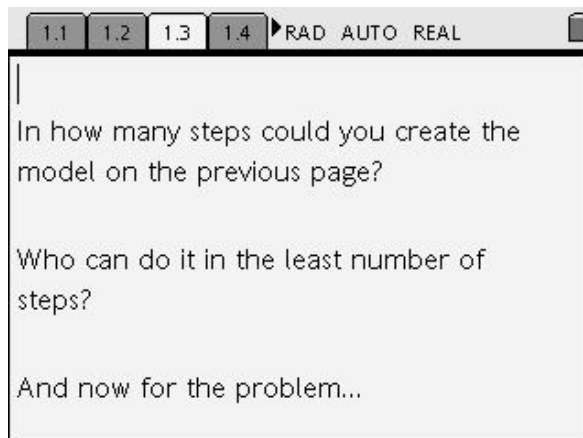 1.1 1.2 1.3 1.4 RAD AUTO REAL
In how many steps could you create the
model on the previous page?
Who can do it in the least number of
steps?
And now for the problem...